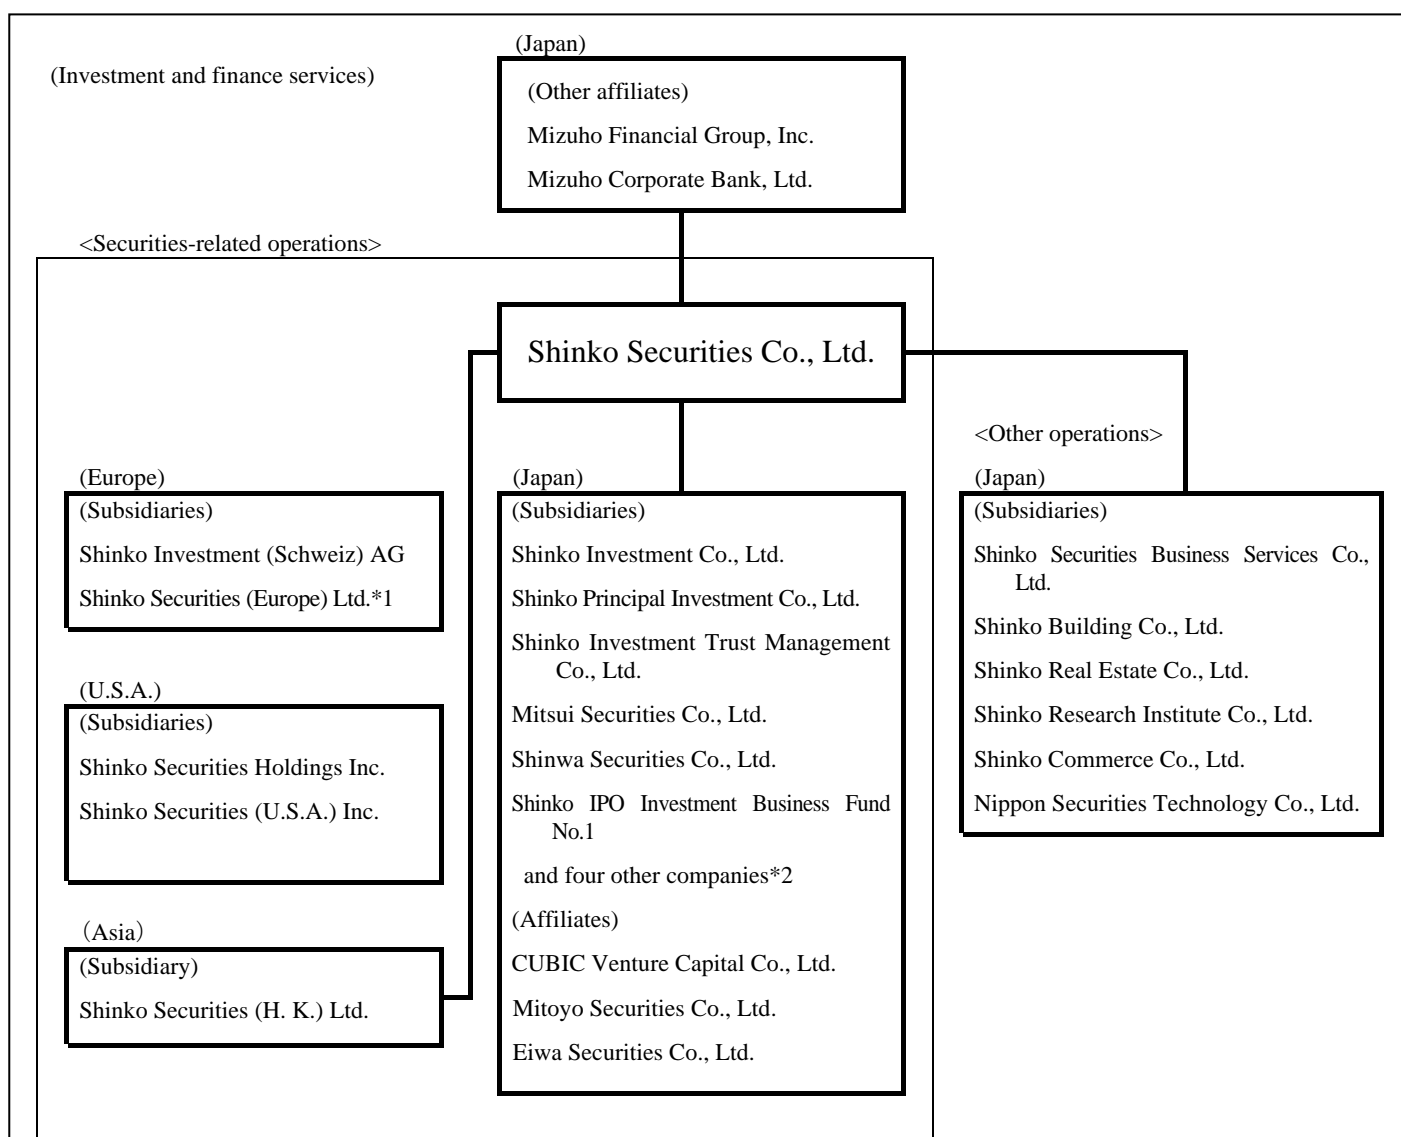 (Japan)
(Investment and finance services)
(Other affiliates)
Mizuho Financial Group, Inc.
Mizuho Corporate Bank, Ltd.
<Securities-related operations>
Shinko Securities Co., Ltd.
<Other operations>
(Europe)
(Subsidiaries)
Shinko Investment (Schweiz) AG
Shinko Securities (Europe) Ltd.*1
(U.S.A.)
(Subsidiaries)
Shinko Securities Holdings Inc.
Shinko Securities (U.S.A.) Inc.
（Asia）
(Subsidiary)
Shinko Securities (H. K.) Ltd.
(Japan)
(Subsidiaries)
Shinko Investment Co., Ltd.
Shinko Principal Investment Co., Ltd.
Shinko Investment Trust Management
Co., Ltd.
Mitsui Securities Co., Ltd.
Shinwa Securities Co., Ltd.
Shinko IPO Investment Business Fund
No.1
and four other companies*2
(Affiliates)
CUBIC Venture Capital Co., Ltd.
Mitoyo Securities Co., Ltd.
Eiwa Securities Co., Ltd.
(Japan)
(Subsidiaries)
Shinko Securities Business Services Co.,
Ltd.
Shinko Building Co., Ltd.
Shinko Real Estate Co., Ltd.
Shinko Research Institute Co., Ltd.
Shinko Commerce Co., Ltd.
Nippon Securities Technology Co., Ltd.